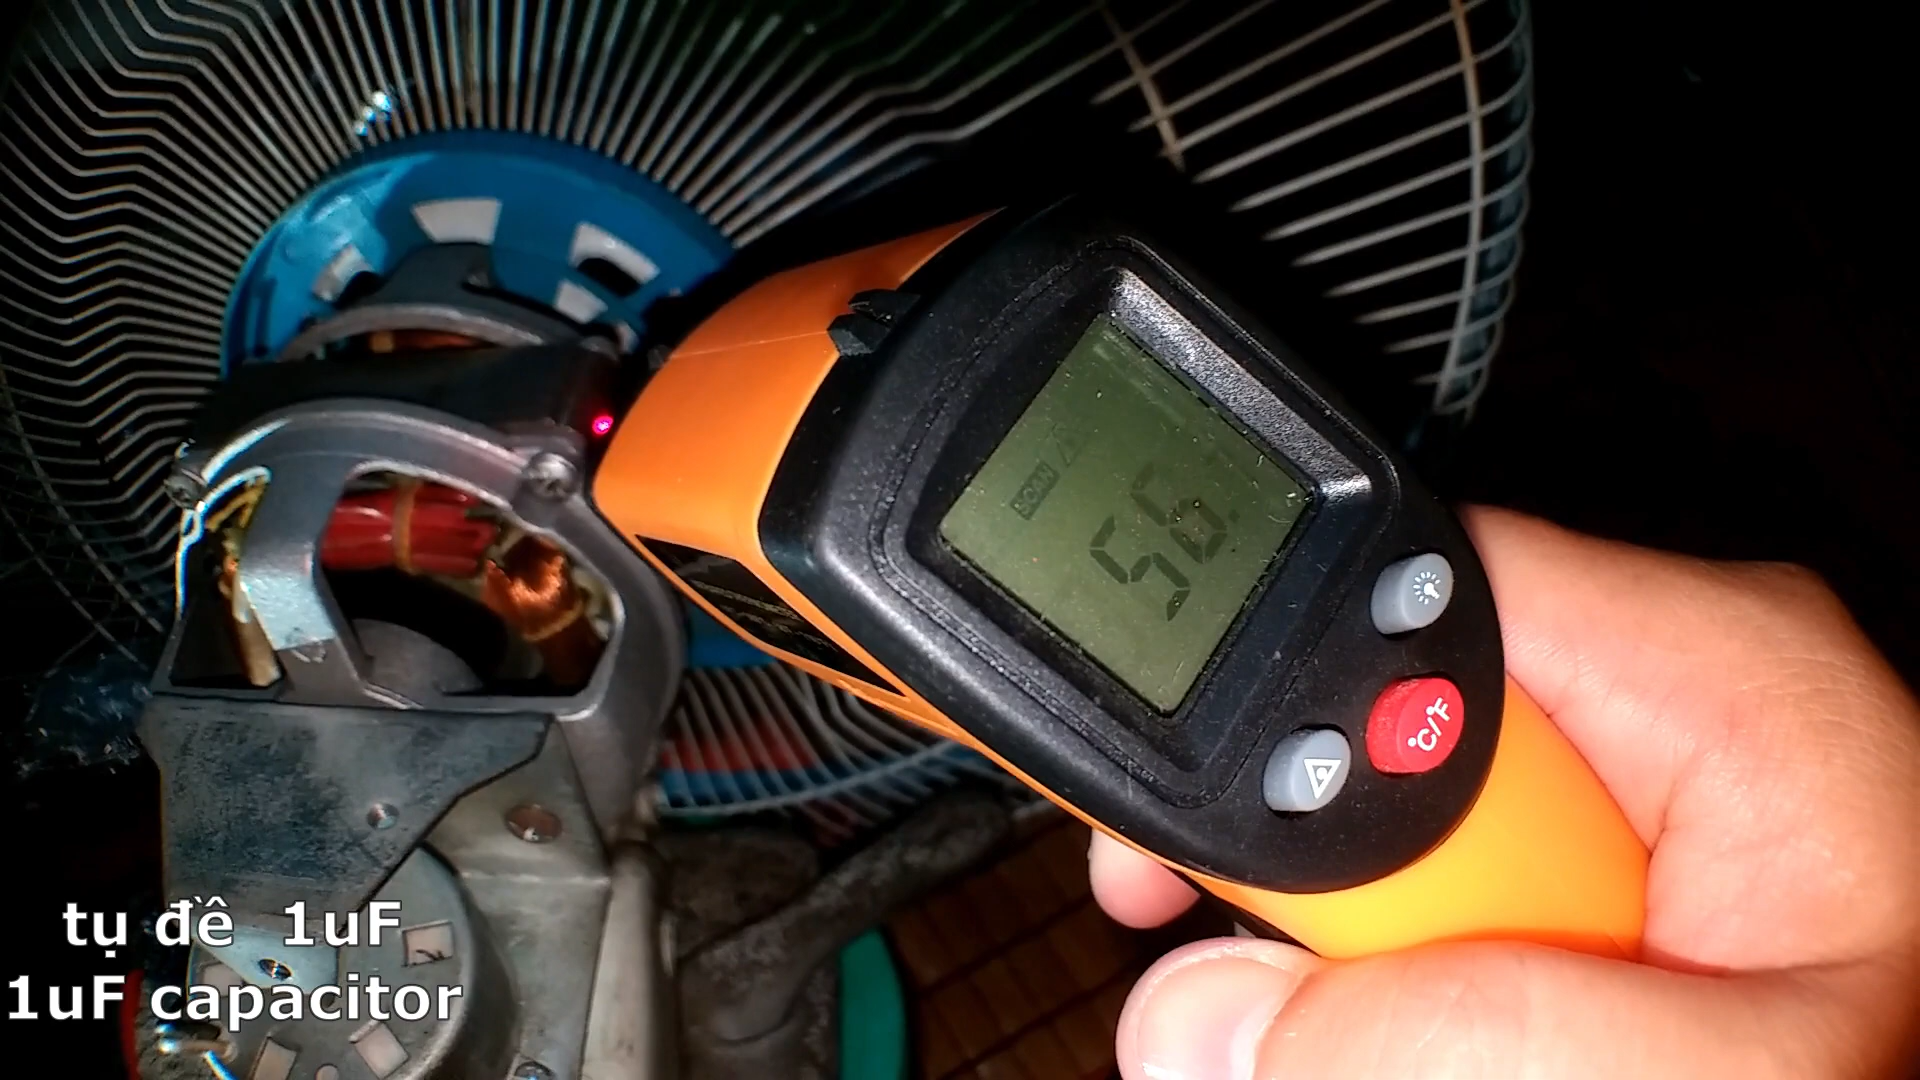 SCAN
56.
°C/°F
tụ đề 1uF
1uF capacitor